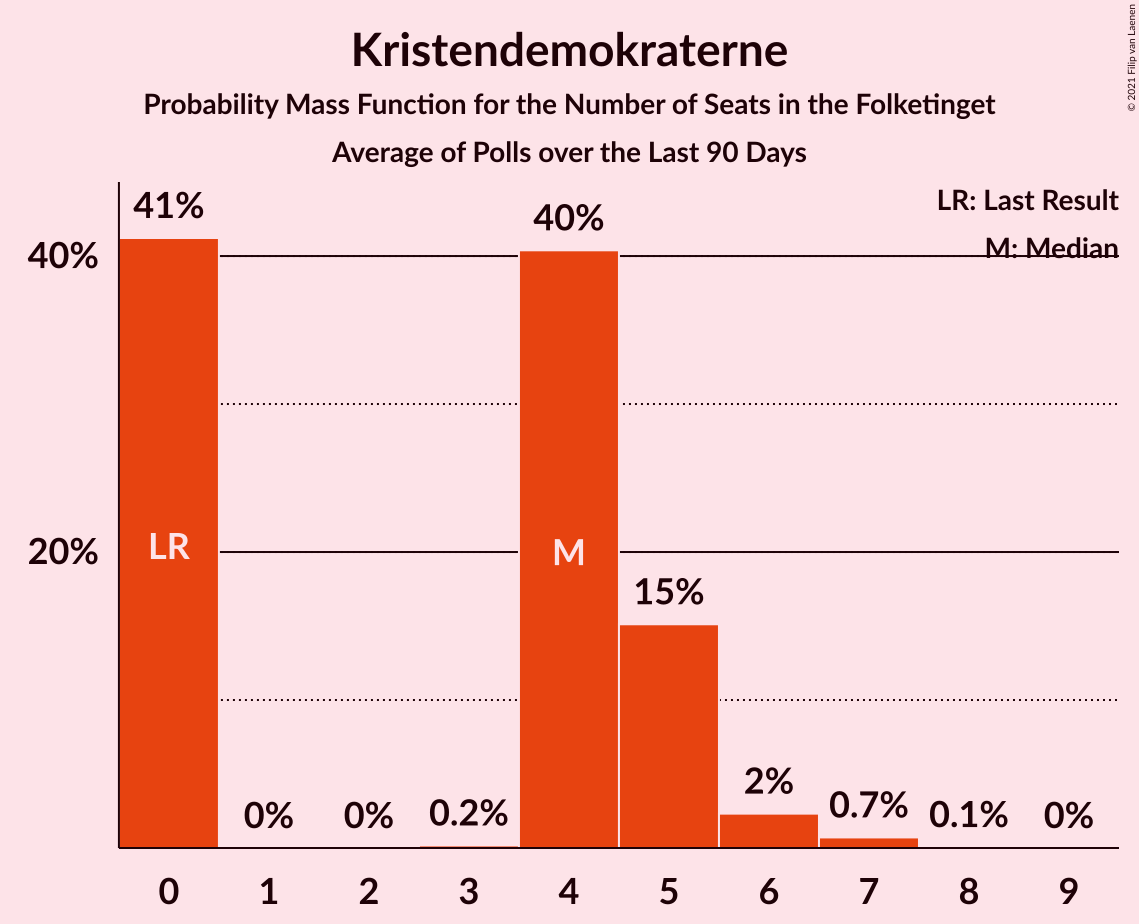 Kristendemokraterne
Probability Mass Function for the Number of Seats in the Folketinget
Average of Polls over the Last 90 Days
© 2021 Filip van Laenen
LR: Last Result
M: Median
41%
40%
40%
LR
M
20%
15%
0%
0%
0.2%
2%
0.7%
0.1%
0%
0
1
2
3
4
5
6
7
8
9